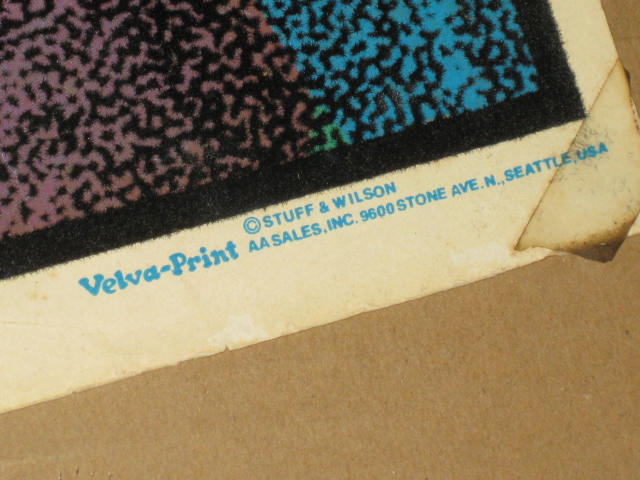 © STUFF & WILSON
Velva-Print AA SALES, INC. 9600 STONE AVE. N., SEATTLE, USA